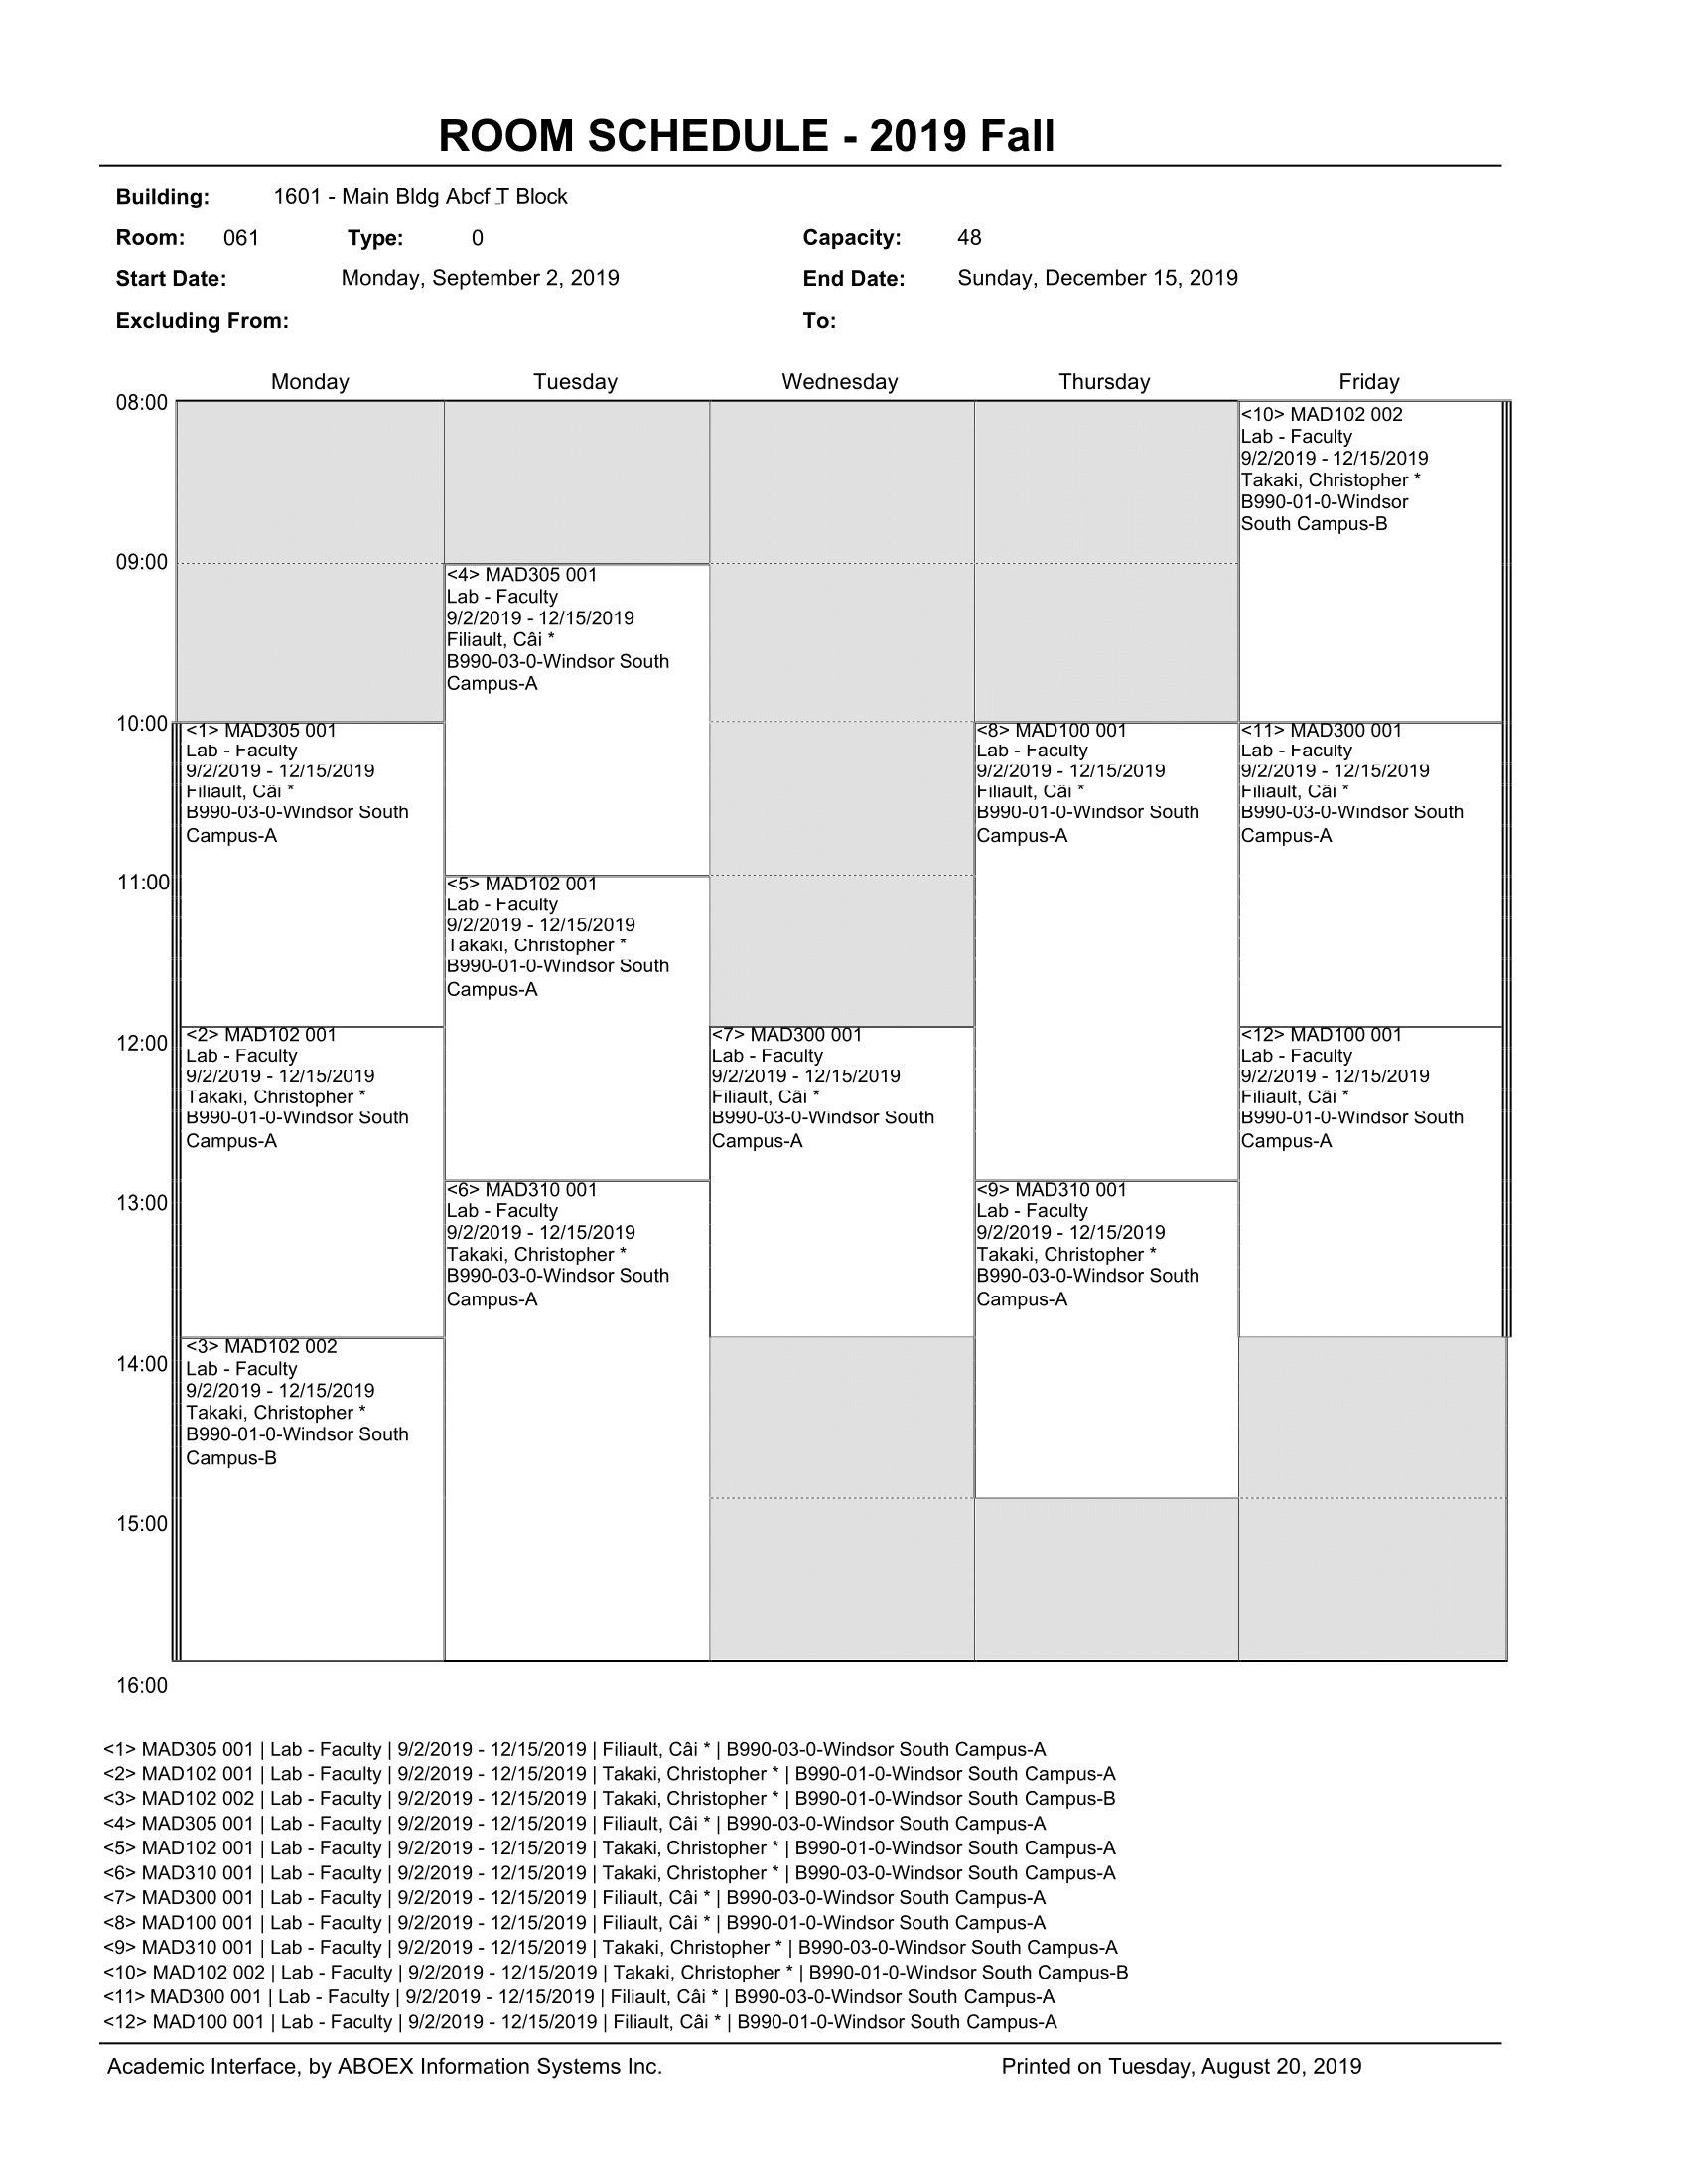 ROOM SCHEDULE - 2019 Fall
Building: 1601 - Main Bldg Abcf_T Block
Room: 061 Type: 0 Capacity: 48
Start Date: Monday, September 2, 2019 End Date: Sunday, December 15, 2019
Excluding From: To:
Monday Tuesday Wednesday Thursday Friday
08:00
<10> MAD102 002
Lab - Faculty
9/2/2019 - 12/15/2019
Takaki, Christopher *
B990-01-0-Windsor
South Campus-B
09:00
<4> MAD305 001
Lab - Faculty
9/2/2019 - 12/15/2019
Filiault, Câi *
B990-03-0-Windsor South
Campus-A
10:00
<1> MAD305 001
Lab - Faculty
9/2/2019 - 12/15/2019
Filiault, Câi *
B990-03-0-Windsor South
Campus-A
<8> MAD100 001
Lab - Faculty
9/2/2019 - 12/15/2019
Filiault, Câi *
B990-01-0-Windsor South
Campus-A
<11> MAD300 001
Lab - Faculty
9/2/2019 - 12/15/2019
Filiault, Câi *
B990-03-0-Windsor South
Campus-A
11:00
<5> MAD102 001
Lab - Faculty
9/2/2019 - 12/15/2019
Takaki, Christopher *
B990-01-0-Windsor South
Campus-A
12:00
<2> MAD102 001
Lab - Faculty
9/2/2019 - 12/15/2019
Takaki, Christopher *
B990-01-0-Windsor South
Campus-A
<7> MAD300 001
Lab - Faculty
9/2/2019 - 12/15/2019
Filiault, Câi *
B990-03-0-Windsor South
Campus-A
<12> MAD100 001
Lab - Faculty
9/2/2019 - 12/15/2019
Filiault, Câi *
B990-01-0-Windsor South
Campus-A
13:00
<6> MAD310 001
Lab - Faculty
9/2/2019 - 12/15/2019
Takaki, Christopher *
B990-03-0-Windsor South
Campus-A
<9> MAD310 001
Lab - Faculty
9/2/2019 - 12/15/2019
Takaki, Christopher *
B990-03-0-Windsor South
Campus-A
14:00
<3> MAD102 002
Lab - Faculty
9/2/2019 - 12/15/2019
Takaki, Christopher *
B990-01-0-Windsor South
Campus-B
15:00
16:00
<1> MAD305 001 | Lab - Faculty | 9/2/2019 - 12/15/2019 | Filiault, Câi * | B990-03-0-Windsor South Campus-A
<2> MAD102 001 | Lab - Faculty | 9/2/2019 - 12/15/2019 | Takaki, Christopher * | B990-01-0-Windsor South Campus-A
<3> MAD102 002 | Lab - Faculty | 9/2/2019 - 12/15/2019 | Takaki, Christopher * | B990-01-0-Windsor South Campus-B
<4> MAD305 001 | Lab - Faculty | 9/2/2019 - 12/15/2019 | Filiault, Câi * | B990-03-0-Windsor South Campus-A
<5> MAD102 001 | Lab - Faculty | 9/2/2019 - 12/15/2019 | Takaki, Christopher * | B990-01-0-Windsor South Campus-A
<6> MAD310 001 | Lab - Faculty | 9/2/2019 - 12/15/2019 | Takaki, Christopher * | B990-03-0-Windsor South Campus-A
<7> MAD300 001 | Lab - Faculty | 9/2/2019 - 12/15/2019 | Filiault, Câi * | B990-03-0-Windsor South Campus-A
<8> MAD100 001 | Lab - Faculty | 9/2/2019 - 12/15/2019 | Filiault, Câi * | B990-01-0-Windsor South Campus-A
<9> MAD310 001 | Lab - Faculty | 9/2/2019 - 12/15/2019 | Takaki, Christopher * | B990-03-0-Windsor South Campus-A
<10> MAD102 002 | Lab - Faculty | 9/2/2019 - 12/15/2019 | Takaki, Christopher * | B990-01-0-Windsor South Campus-B
<11> MAD300 001 | Lab - Faculty | 9/2/2019 - 12/15/2019 | Filiault, Câi * | B990-03-0-Windsor South Campus-A
<12> MAD100 001 | Lab - Faculty | 9/2/2019 - 12/15/2019 | Filiault, Câi * | B990-01-0-Windsor South Campus-A
Academic Interface, by ABOEX Information Systems Inc. Printed on Tuesday, August 20, 2019